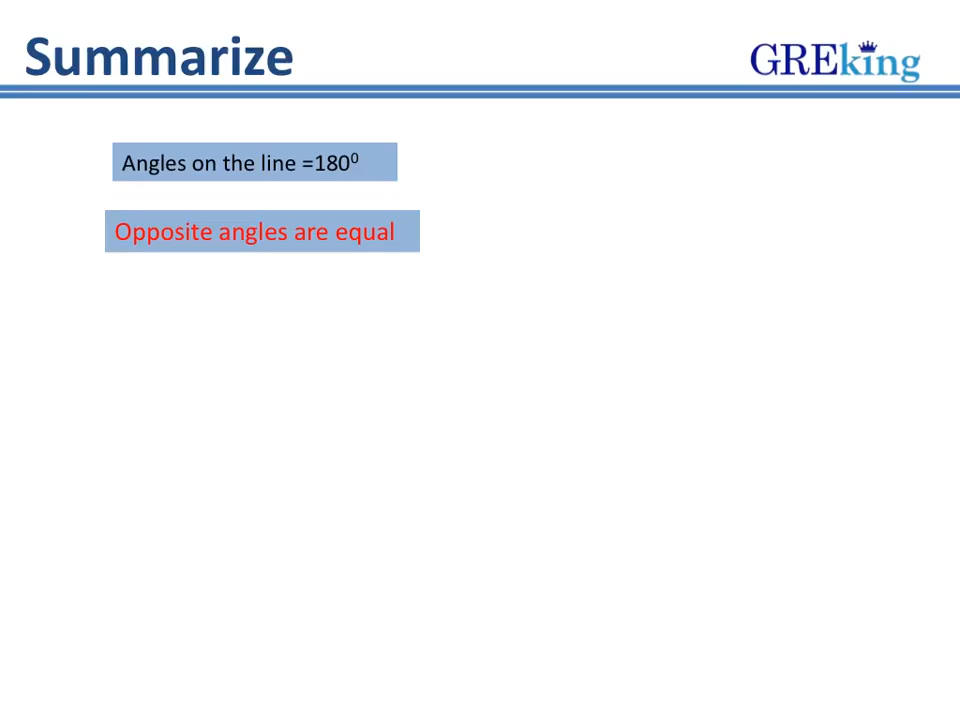 Summarize
GREking
Angles on the line =180⁰
Opposite angles are equal